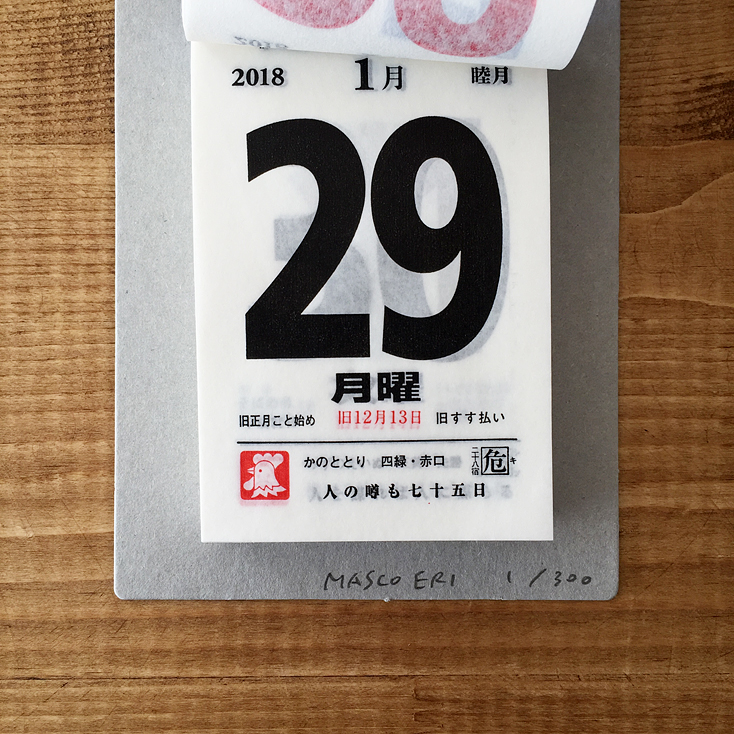 2018 1月 睦月
29
月曜
旧正月こと始め 旧12月13日 旧すす払い
かのととり 四緑・赤口 二十八宿 危 キ
人の噂も七十五日
MASCO ERI 1/300